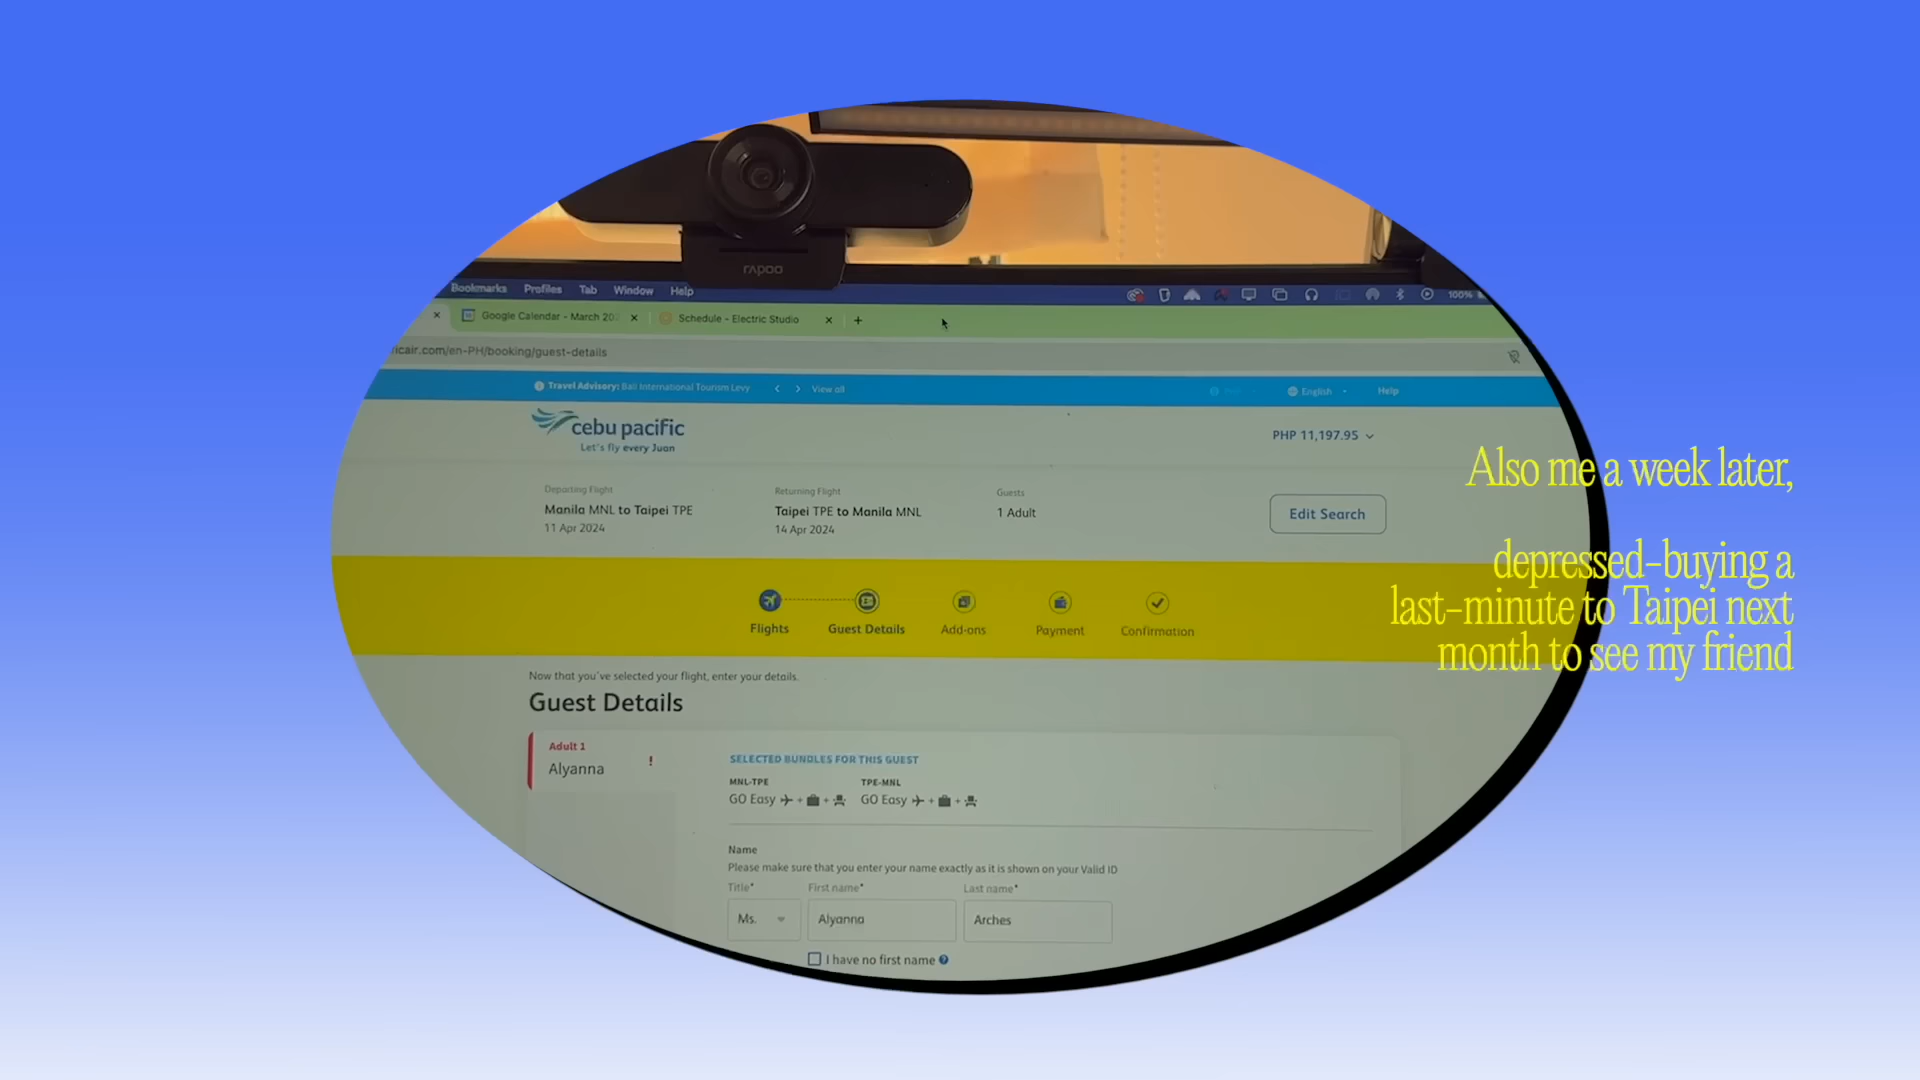 rapoo
Bookmarks Profiles Tab Window Help
100%
Google Calendar - March 20
Schedule - Electric Studio
icair.com/en-PH/booking/guest-details
Travel Advisory: Bali International Tourism Levy
View all
English
Help
cebu pacific
Let's fly every Juan
PHP 11,197.95
Departing Flight
Manila MNL to Taipei TPE
11 Apr 2024
Returning Flight
Taipei TPE to Manila MNL
14 Apr 2024
Guests
1 Adult
Edit Search
Also me a week later,
depressed-buying a
last-minute to Taipei next
month to see my friend
Flights
Guest Details
Add-ons
Payment
Confirmation
Now that you've selected your flight, enter your details.
Guest Details
Adult 1
Alyanna
!
SELECTED BUNDLES FOR THIS GUEST
MNL-TPE
GO Easy + +
TPE-MNL
GO Easy + +
Name
Please make sure that you enter your name exactly as it is shown on your Valid ID
Title* First name* Last name*
Ms. Alyanna Arches
I have no first name